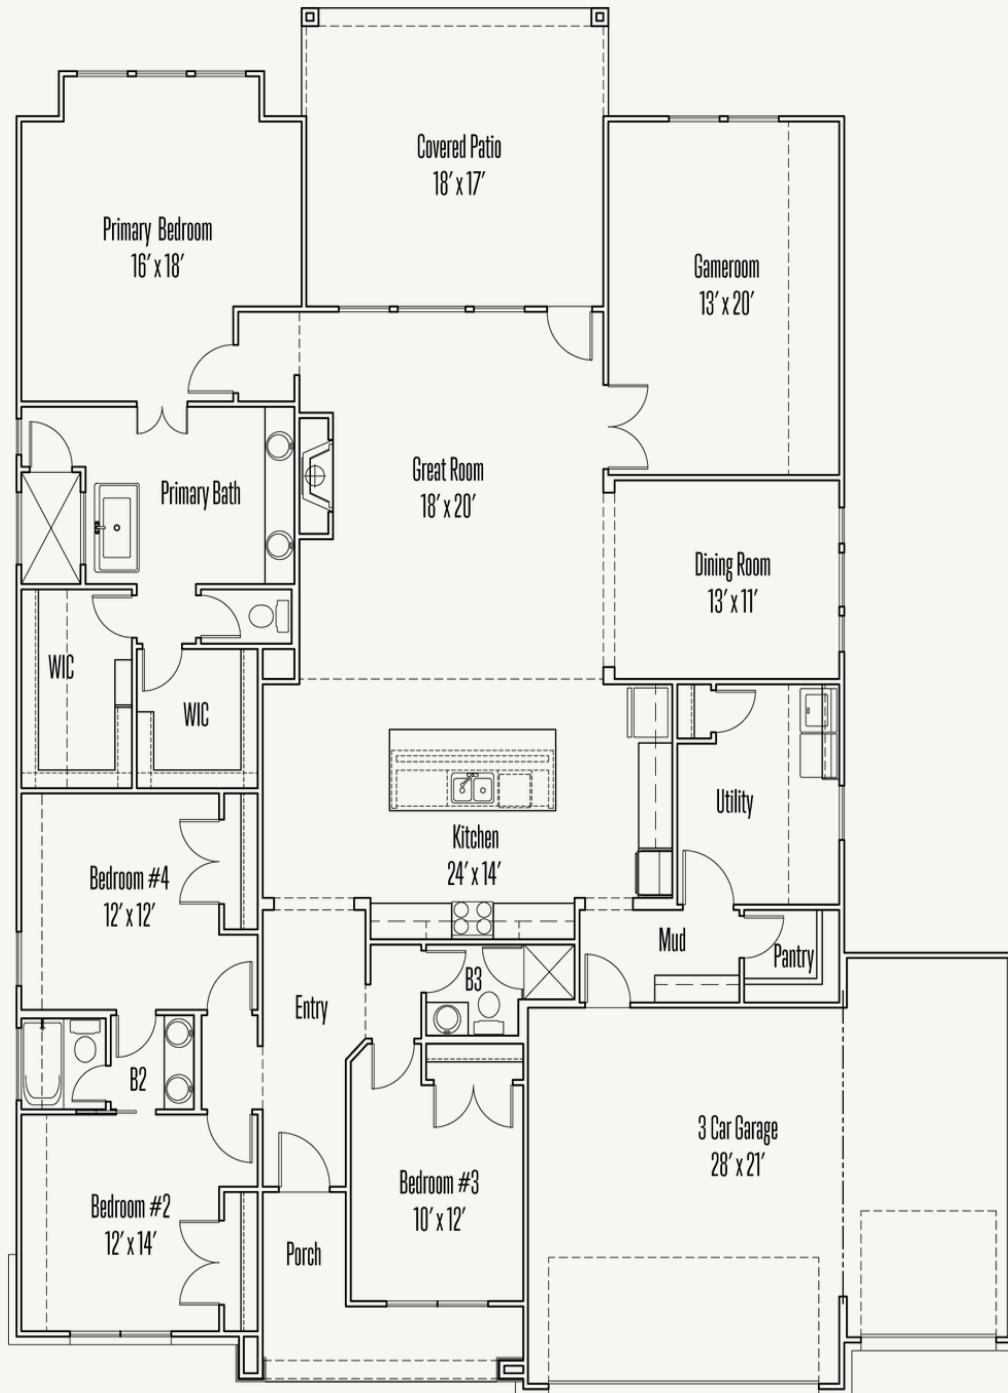 Covered Patio
18' x 17'
Primary Bedroom
16' x 18'
Gameroom
13' x 20'
Great Room
18' x 20'
Primary Bath
Dining Room
13' x 11'
WIC
WIC
Utility
Kitchen
24' x 14'
Bedroom #4
12' x 12'
Mud
Pantry
B3
Entry
B2
3 Car Garage
28' x 21'
Bedroom #3
10' x 12'
Bedroom #2
12' x 14'
Porch